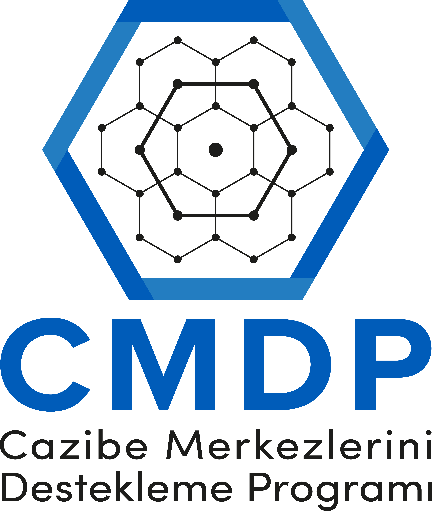 CMDP
Cazibe Merkezlerini
Destekleme Programı